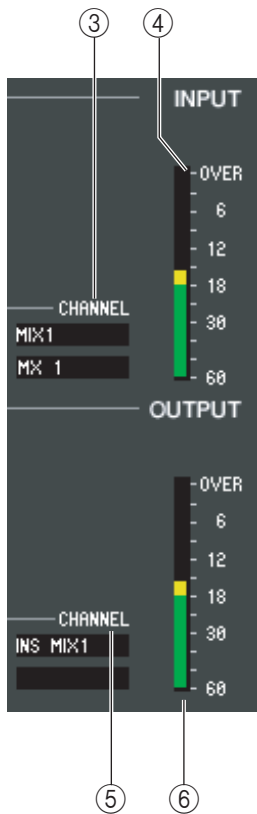 ③ ④
INPUT
OVER
6
12
18
30
60
CHANNEL
MIX1
MX 1
OUTPUT
OVER
6
12
18
30
60
CHANNEL
INS MIX1
⑤ ⑥